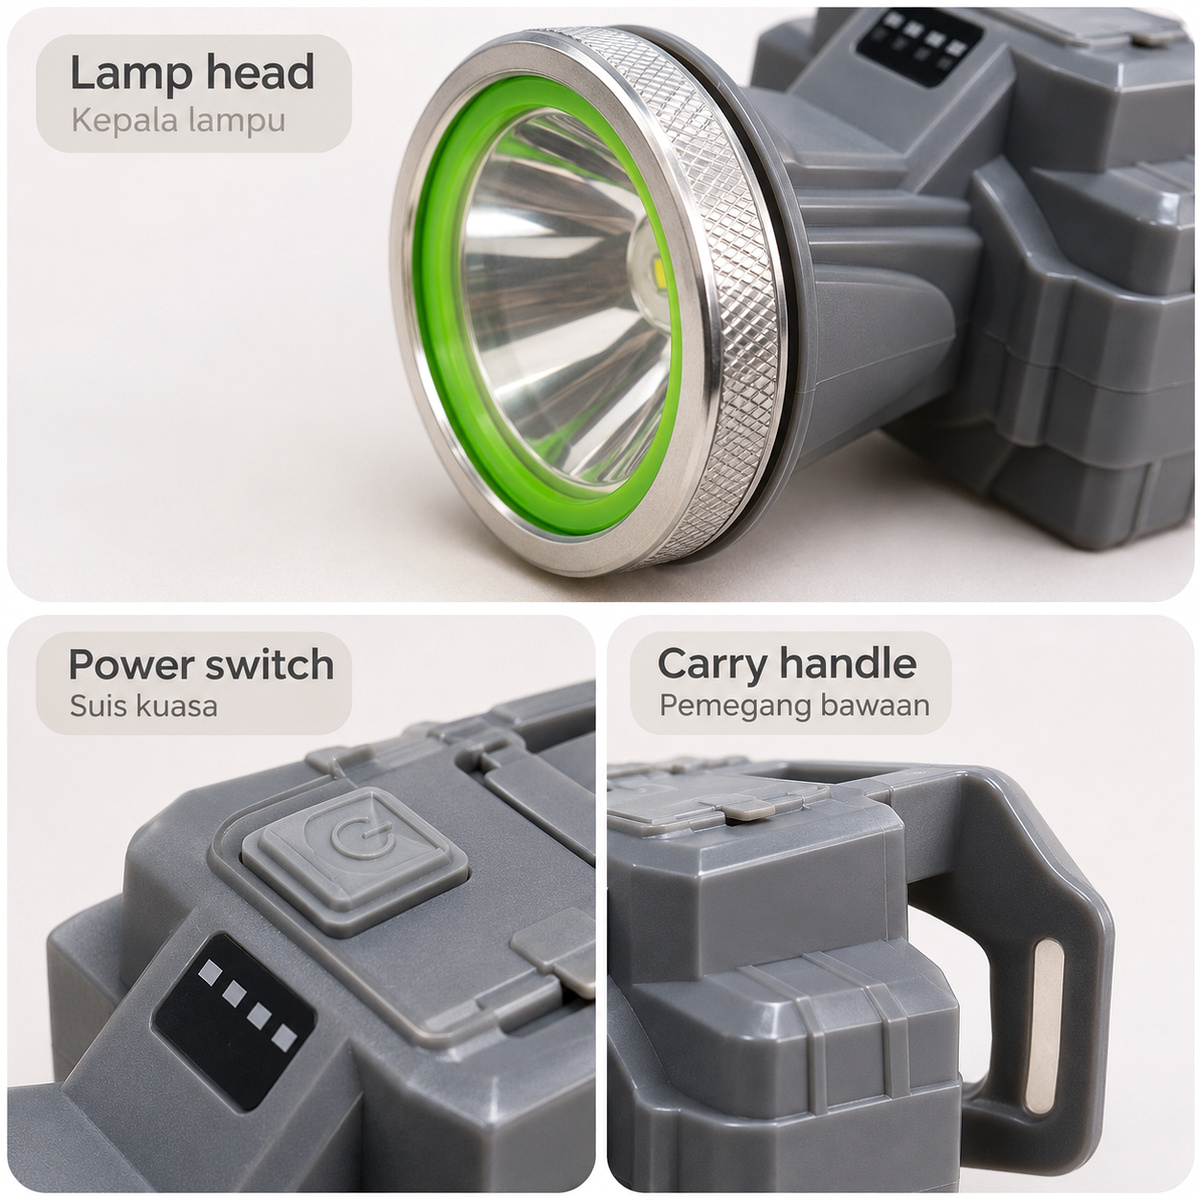 Lamp head
Kepala lampu
Power switch
Suis kuasa
Carry handle
Pemegang bawaan